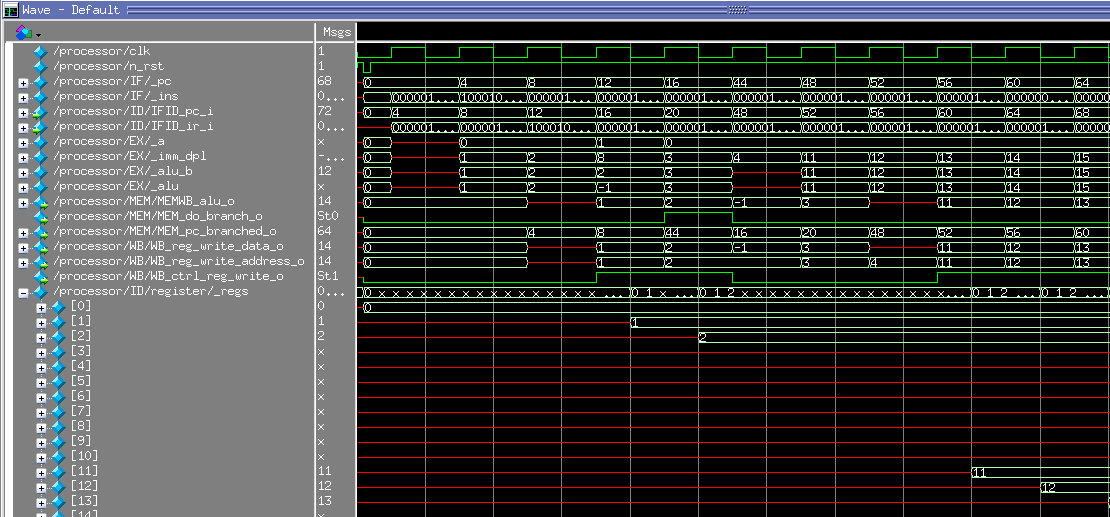 Wave - Default
Msgs
/processor/clk 1
/processor/n_rst 1
/processor/IF/_pc 68 0 4 8 12 16 44 48 52 56 60 64
/processor/IF/_ins 0... 000001... 100010... 000001... 000001... 000001... 000001... 000001... 000001... 000001... 000001... 000001...
/processor/ID/IFID_pc_i 72 0 4 8 12 16 20 48 52 56 60 64 68
/processor/ID/IFID_ir_i 0... 000001... 000001... 100010... 000001... 000001... 000001... 000001... 000001... 000001... 000001... 000001...
/processor/EX/_a x 0 0 1 0
/processor/EX/_imm_dpl -... 0 1 2 8 3 4 11 12 13 14 15
/processor/EX/_alu_b 12 0 1 2 2 3 11 12 13 14 15
/processor/EX/_alu x 0 1 2 -1 3 11 12 13 14 15
/processor/MEM/MEMWB_alu_o 14 0 1 2 -1 3 11 12 13
/processor/MEM/MEM_do_branch_o St0
/processor/MEM/MEM_pc_branched_o 64 0 4 8 44 16 20 48 52 56 60
/processor/WB/WB_reg_write_data_o 14 0 1 2 -1 3 11 12 13
/processor/WB/WB_reg_write_address_o 14 0 1 2 8 3 4 11 12 13
/processor/WB/WB_ctrl_reg_write_o St1
/processor/ID/register/_regs 0... 0 x x x x x x x x x x x x x x x ... 0 1 x ... 0 1 2 x x x x x x x x x x x x x ... 0 1 2 ... 0 1 2 ...
[0] 0 0
[1] 1 1
[2] 2 2
[3] x
[4] x
[5] x
[6] x
[7] x
[8] x
[9] x
[10] x
[11] 11 11
[12] 12 12
[13] 13
[14] x